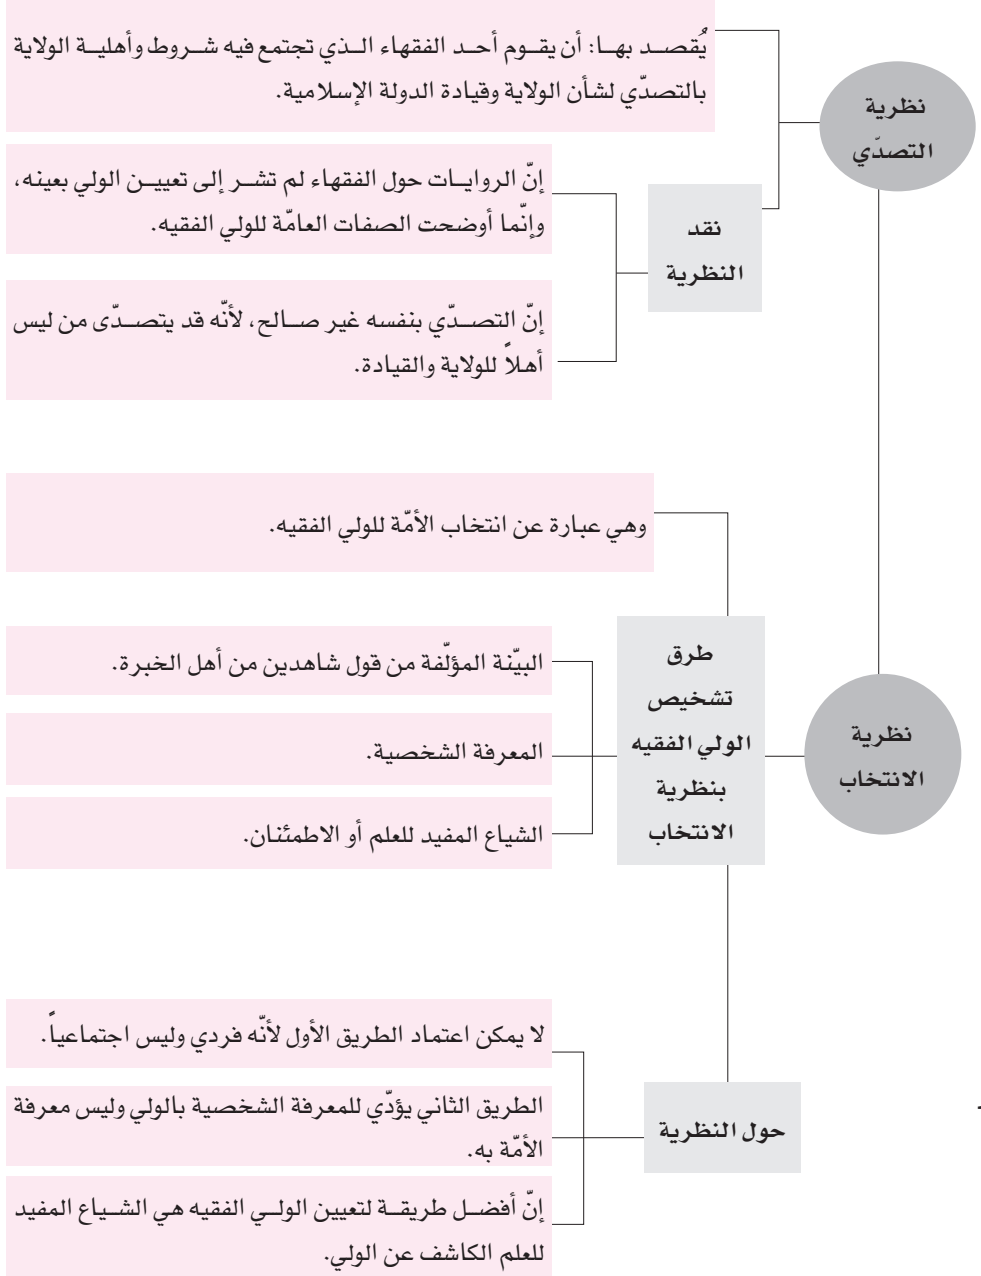 نظرية
التصدّي
يُقصد بها: أن يقوم أحد الفقهاء الذي تجتمع فيه شروط وأهلية الولاية
بالتصدّي لشأن الولاية وقيادة الدولة الإسلامية.
نقد
النظرية
إنّ الروايات حول الفقهاء لم تشر إلى تعيين الولي بعينه،
وإنّما أوضحت الصفات العامّة للولي الفقيه.
إنّ التصدّي بنفسه غير صالح، لأنّه قد يتصدّى من ليس
أهلاً للولاية والقيادة.
نظرية
الانتخاب
وهي عبارة عن انتخاب الأمّة للولي الفقيه.
طرق
تشخيص
الولي الفقيه
بنظرية
الانتخاب
البيّنة المؤلّفة من قول شاهدين من أهل الخبرة.
المعرفة الشخصية.
الشياع المفيد للعلم أو الاطمئنان.
حول النظرية
لا يمكن اعتماد الطريق الأول لأنّه فردي وليس اجتماعياً.
الطريق الثاني يؤدّي للمعرفة الشخصية بالولي وليس معرفة
الأمّة به.
إنّ أفضل طريقة لتعيين الولي الفقيه هي الشياع المفيد
للعلم الكاشف عن الولي.